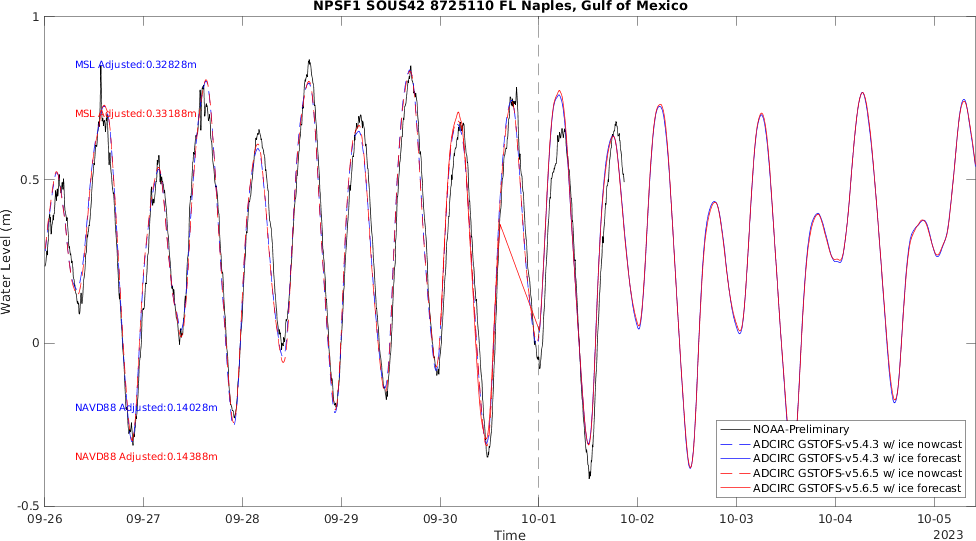 NPSF1 SOUS42 8725110 FL Naples, Gulf of Mexico
1
MSL Adjusted:0.32828m
MSL Adjusted:0.33188m
0.5
Water Level (m)
0
NAVD88 Adjusted:0.14028m
NAVD88 Adjusted:0.14388m
-0.5
NOAA-Preliminary
ADCIRC GSTOFS-v5.4.3 w/ ice nowcast
ADCIRC GSTOFS-v5.4.3 w/ ice forecast
ADCIRC GSTOFS-v5.6.5 w/ ice nowcast
ADCIRC GSTOFS-v5.6.5 w/ ice forecast
09-26 09-27 09-28 09-29 09-30 10-01 10-02 10-03 10-04 10-05
Time
2023